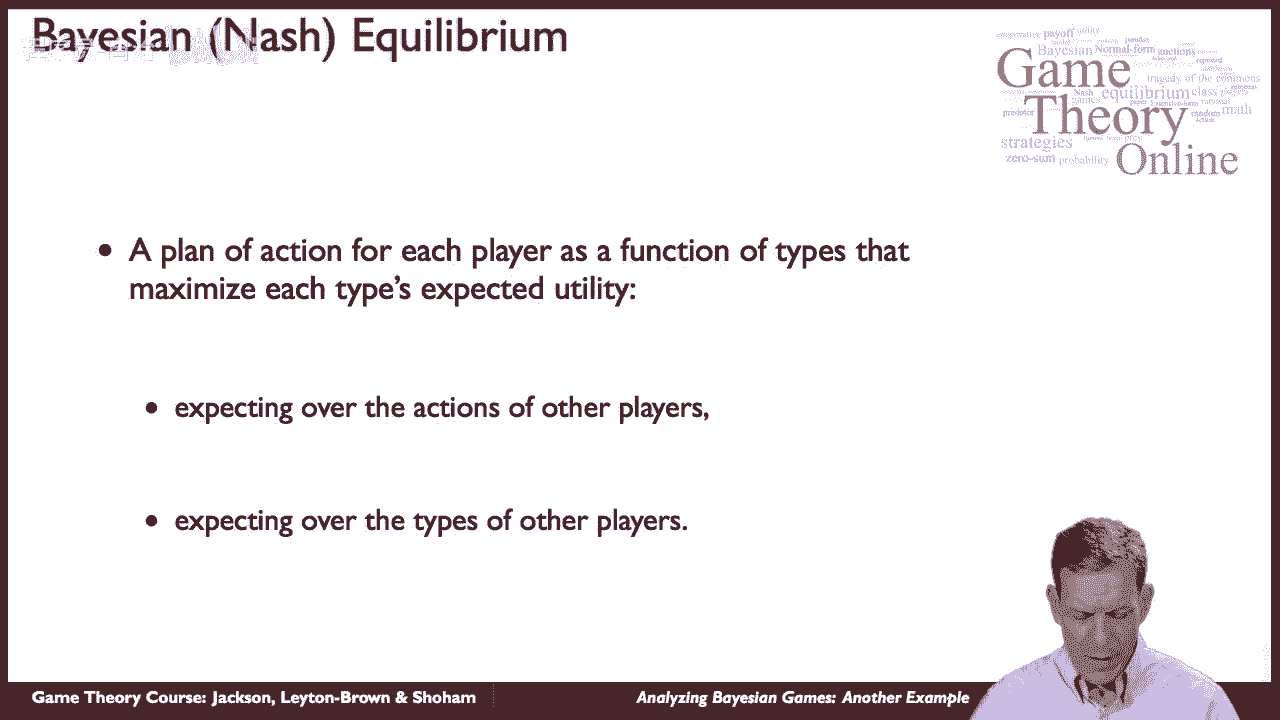 Bayesian (Nash) Equilibrium
payoff utility
Bayesian Normal-form auctions
Game
tragedy of the commons
Nash equilibrium class
games
Theory
math
predator
random
strategies
zero-sum probability
Online
• A plan of action for each player as a function of types that
maximize each type’s expected utility:
• expecting over the actions of other players,
• expecting over the types of other players.
Game Theory Course: Jackson, Leyton-Brown & Shoham
Analyzing Bayesian Games: Another Example